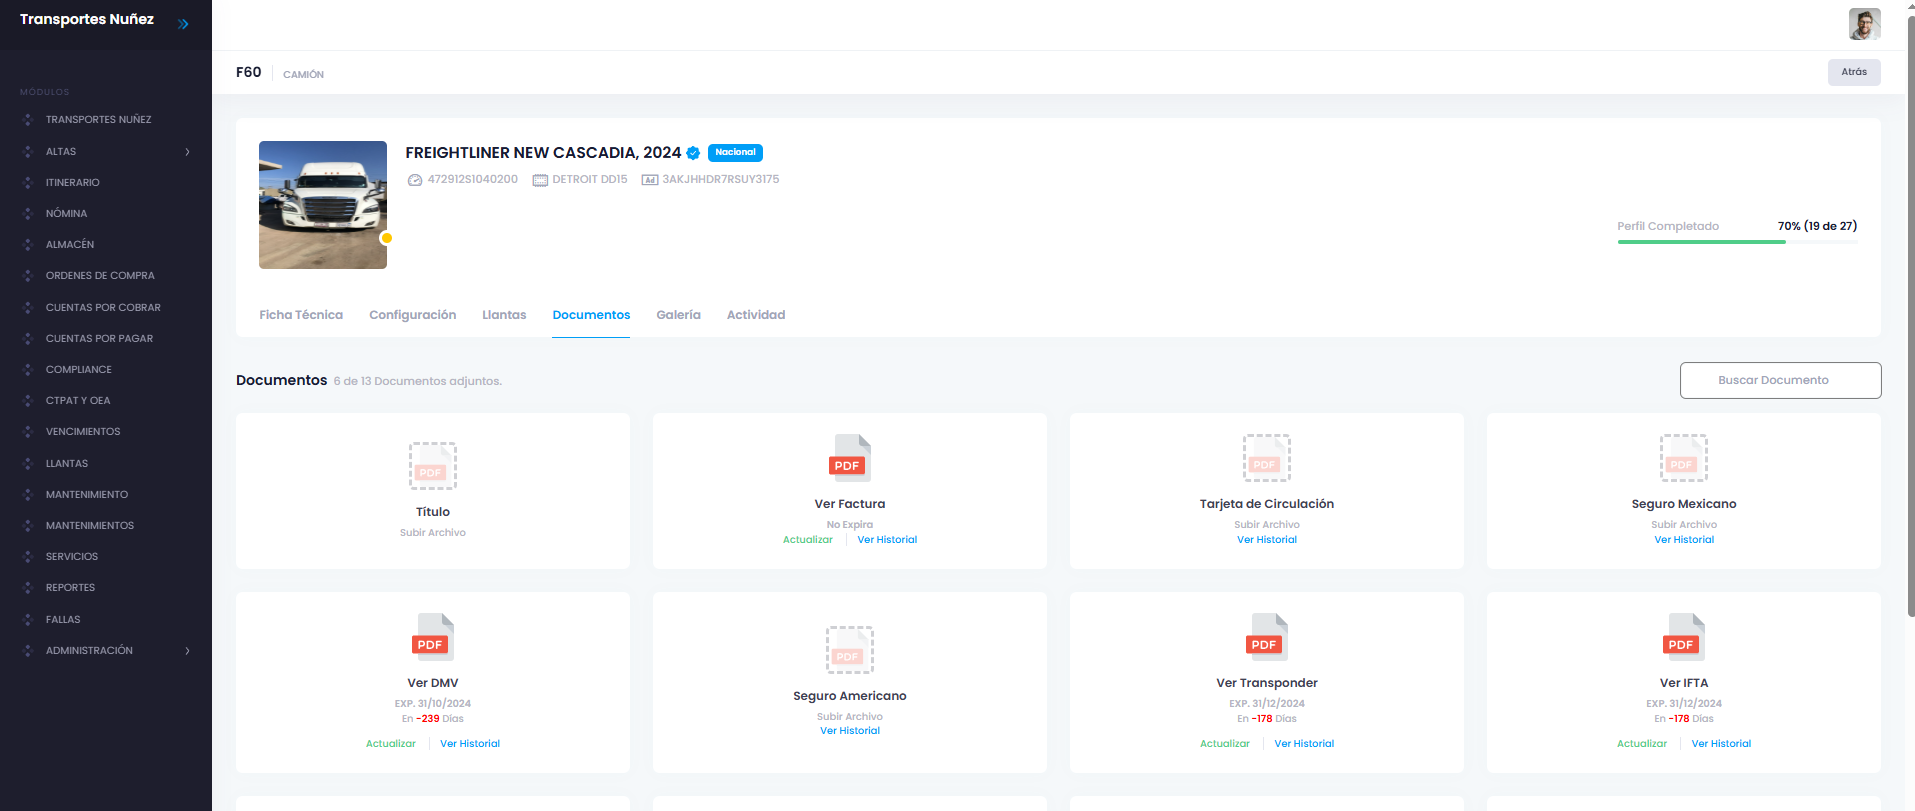 Transportes Nuñez
MÓDULOS
TRANSPORTES NUÑEZ
ALTAS
ITINERARIO
NÓMINA
ALMACÉN
ORDENES DE COMPRA
CUENTAS POR COBRAR
CUENTAS POR PAGAR
COMPLIANCE
CTPAT Y OEA
VENCIMIENTOS
LLANTAS
MANTENIMIENTO
MANTENIMIENTOS
SERVICIOS
REPORTES
FALLAS
ADMINISTRACIÓN
F60 CAMIÓN
Atrás
FREIGHTLINER NEW CASCADIA, 2024 Nacional
472912S1040200 DETROIT DD15 Ad 3AKJHHDR7RSUY3175
Perfil Completado 70% (19 de 27)
Ficha Técnica Configuración Llantas Documentos Galería Actividad
Documentos 6 de 13 Documentos adjuntos.
Buscar Documento
PDF
Título
Subir Archivo
PDF
Ver Factura
No Expira
Actualizar Ver Historial
PDF
Tarjeta de Circulación
Subir Archivo
Ver Historial
PDF
Seguro Mexicano
Subir Archivo
Ver Historial
PDF
Ver DMV
EXP. 31/10/2024
En -239 Días
Actualizar Ver Historial
PDF
Seguro Americano
Subir Archivo
Ver Historial
PDF
Ver Transponder
EXP. 31/12/2024
En -178 Días
Actualizar Ver Historial
PDF
Ver IFTA
EXP. 31/12/2024
En -178 Días
Actualizar Ver Historial